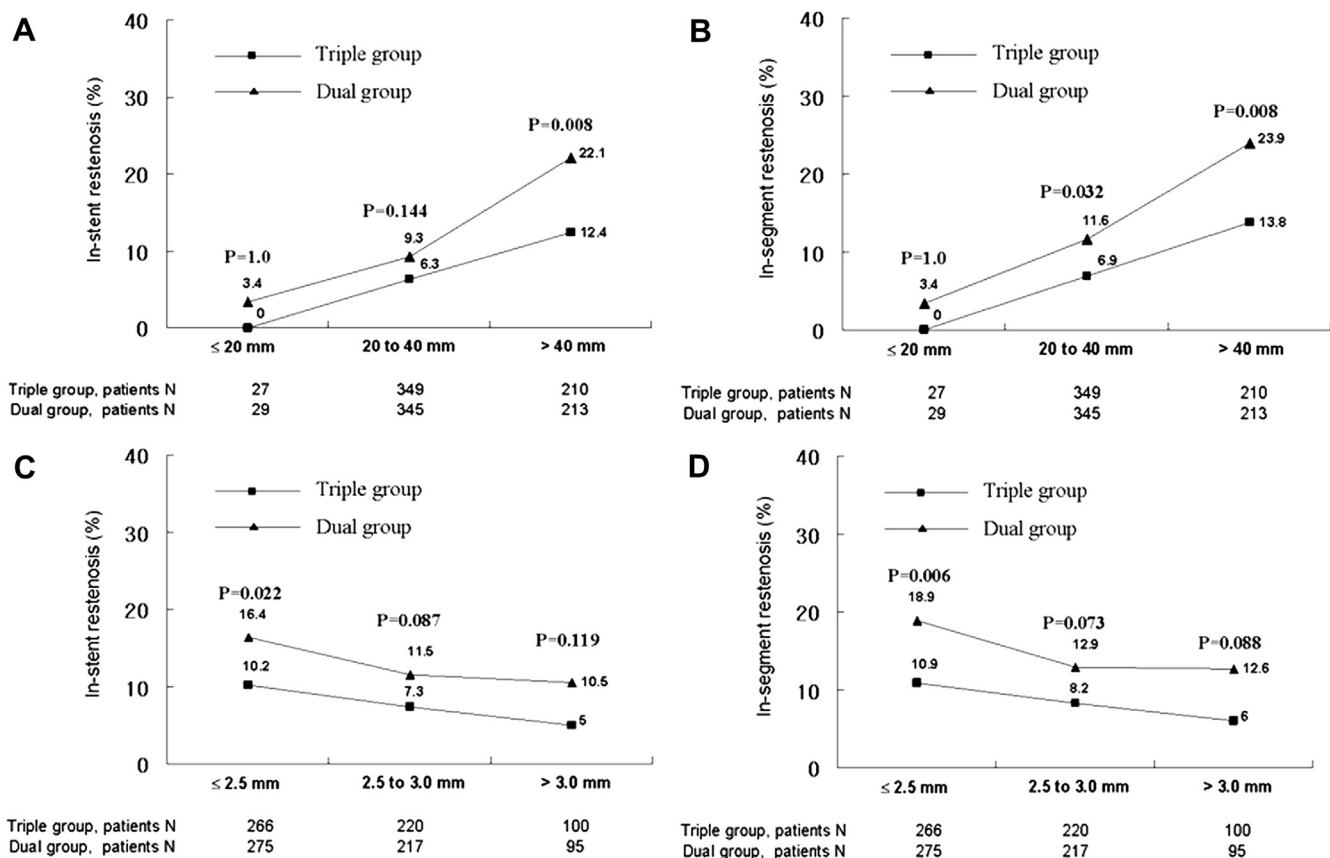 A
In-stent restenosis (%)
40
30
20
10
0
Triple group
Dual group
P=1.0
3.4
0
P=0.144
9.3
6.3
P=0.008
22.1
12.4
≤ 20 mm 20 to 40 mm > 40 mm
Triple group, patients N 27 349 210
Dual group, patients N 29 345 213
B
In-segment restenosis (%)
40
30
20
10
0
Triple group
Dual group
P=1.0
3.4
0
P=0.032
11.6
6.9
P=0.008
23.9
13.8
≤ 20 mm 20 to 40 mm > 40 mm
Triple group, patients N 27 349 210
Dual group, patients N 29 345 213
C
In-stent restenosis (%)
40
30
20
10
0
Triple group
Dual group
P=0.022
16.4
10.2
P=0.087
11.5
7.3
P=0.119
10.5
5
≤ 2.5 mm 2.5 to 3.0 mm > 3.0 mm
Triple group, patients N 266 220 100
Dual group, patients N 275 217 95
D
In-segment restenosis (%)
40
30
20
10
0
Triple group
Dual group
P=0.006
18.9
10.9
P=0.073
12.9
8.2
P=0.088
12.6
6
≤ 2.5 mm 2.5 to 3.0 mm > 3.0 mm
Triple group, patients N 266 220 100
Dual group, patients N 275 217 95